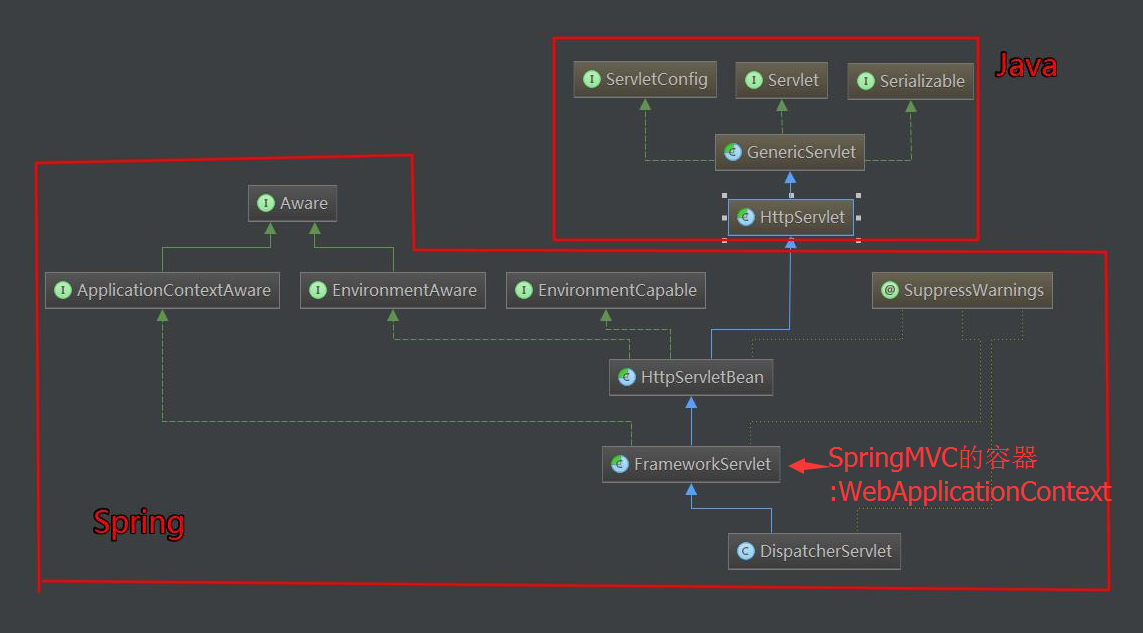 Java
ServletConfig
Servlet
Serializable
GenericServlet
Aware
HttpServlet
ApplicationContextAware
EnvironmentAware
EnvironmentCapable
@ SuppressWarnings
HttpServletBean
FrameworkServlet
SpringMVC的容器
:WebApplicationContext
Spring
DispatcherServlet